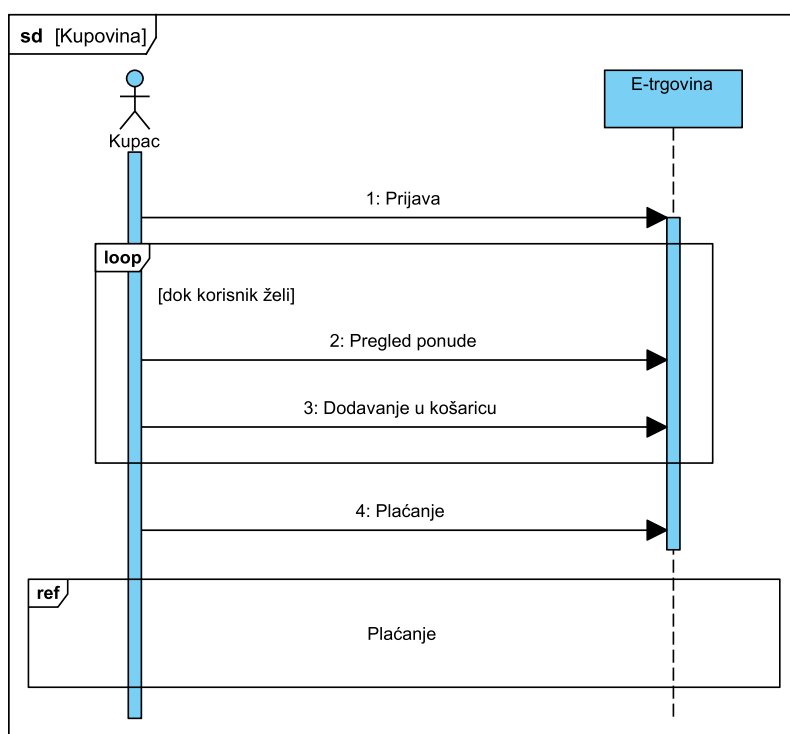 sd [Kupovina]
E-trgovina
Kupac
1: Prijava
loop
[dok korisnik želi]
2: Pregled ponude
3: Dodavanje u košaricu
4: Plaćanje
ref
Plaćanje